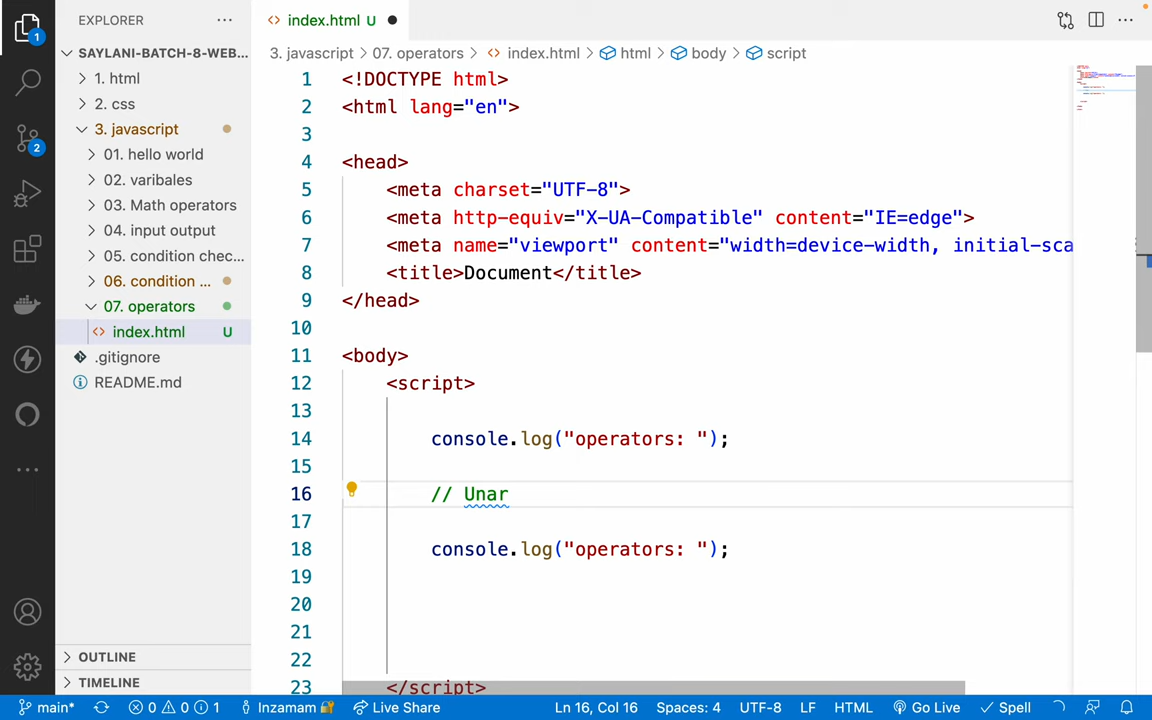 EXPLORER
index.html U
1
SAYLANI-BATCH-8-WEB...
3. javascript
07. operators
index.html
html
body
script
1. html
2. css
3. javascript
01. hello world
02. varibales
03. Math operators
04. input output
05. condition chec...
06. condition ...
07. operators
index.html U
.gitignore
README.md
2
OUTLINE
TIMELINE
1 <!DOCTYPE html>
2 <html lang="en">
3
4 <head>
5 <meta charset="UTF-8">
6 <meta http-equiv="X-UA-Compatible" content="IE=edge">
7 <meta name="viewport" content="width=device-width, initial-sca
8 <title>Document</title>
9 </head>
10
11 <body>
12 <script>
13
14 console.log("operators: ");
15
16 // Unar
17
18 console.log("operators: ");
19
20
21
22
23 </script>
main* 0 0 1 Inzamam Live Share Ln 16, Col 16 Spaces: 4 UTF-8 LF HTML Go Live Spell